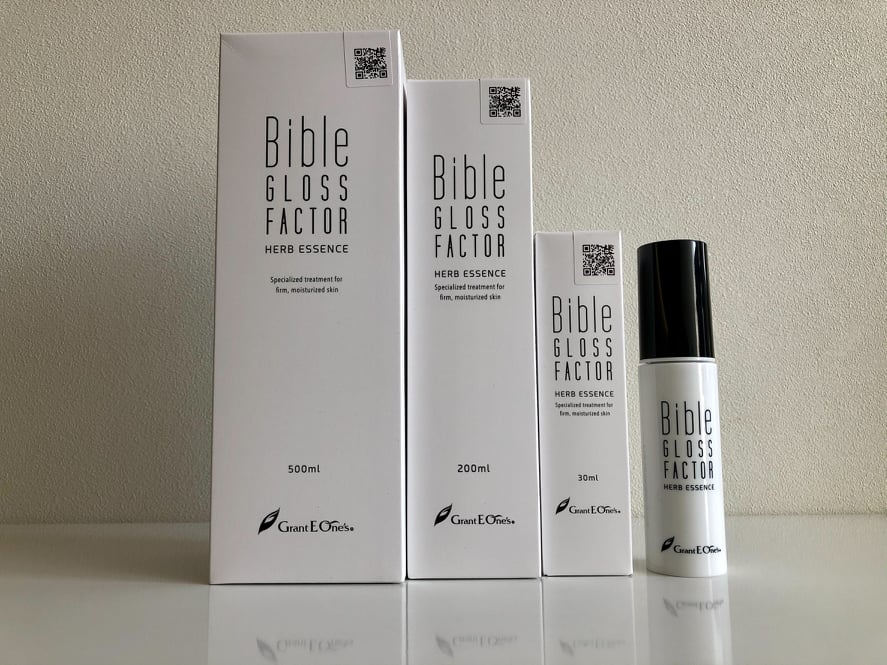 Bible
GLOSS
FACTOR
HERB ESSENCE
Specialized treatment for
firm, moisturized skin
500ml
Grant E One's
Bible
GLOSS
FACTOR
HERB ESSENCE
Specialized treatment for
firm, moisturized skin
200ml
Grant E One's
Bible
GLOSS
FACTOR
HERB ESSENCE
Specialized treatment for
firm, moisturized skin
30ml
Grant E One's
Bible
GLOSS
FACTOR
HERB ESSENCE
Grant E One's